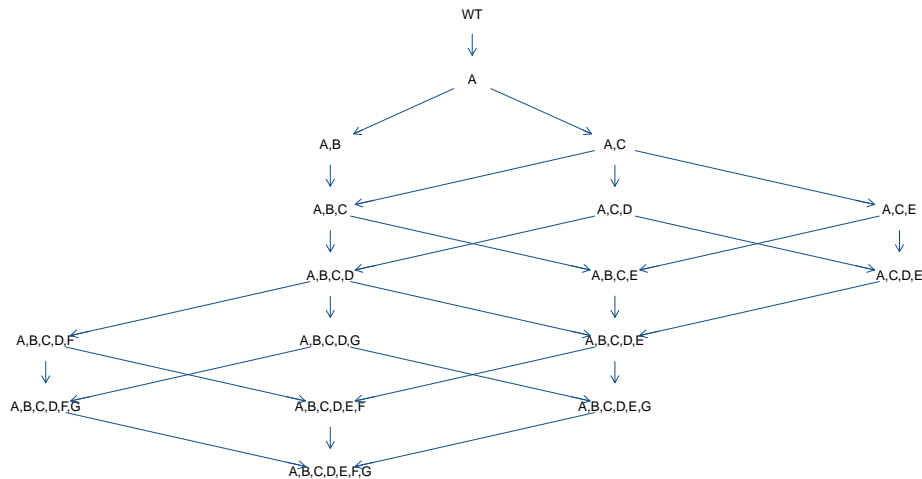 WT
A
A,B
A,C
A,B,C
A,C,D
A,C,E
A,B,C,D
A,B,C,E
A,C,D,E
A,B,C,D,F
A,B,C,D,G
A,B,C,D,E
A,B,C,D,F,G
A,B,C,D,E,F
A,B,C,D,E,G
A,B,C,D,E,F,G